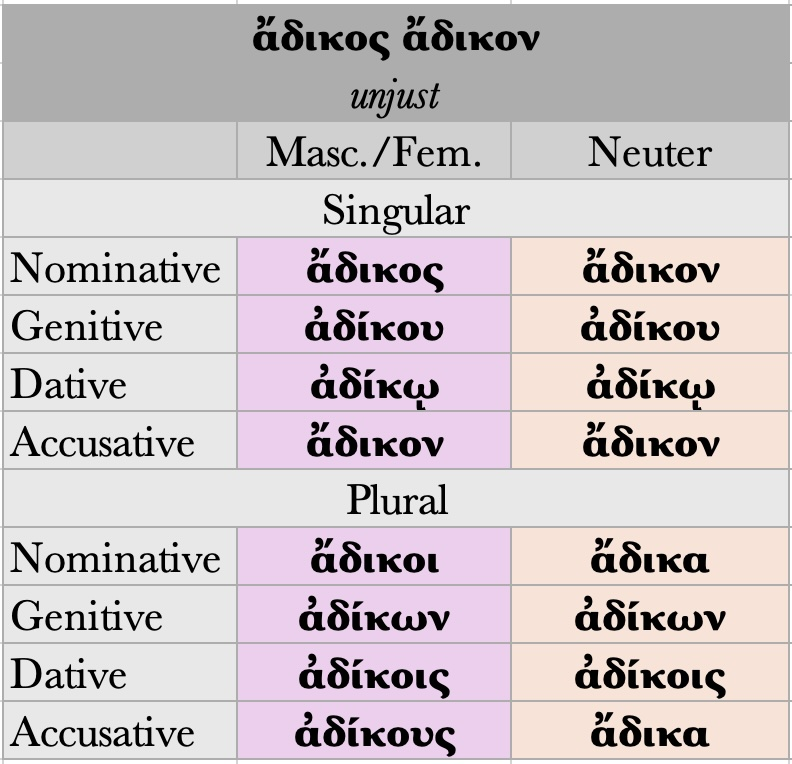 ἄδικος ἄδικον
unjust
Masc./Fem. Neuter
Singular
Nominative ἄδικος ἄδικον
Genitive ἀδίκου ἀδίκου
Dative ἀδίκῳ ἀδίκῳ
Accusative ἄδικον ἄδικον
Plural
Nominative ἄδικοι ἄδικα
Genitive ἀδίκων ἀδίκων
Dative ἀδίκοις ἀδίκοις
Accusative ἀδίκους ἄδικα